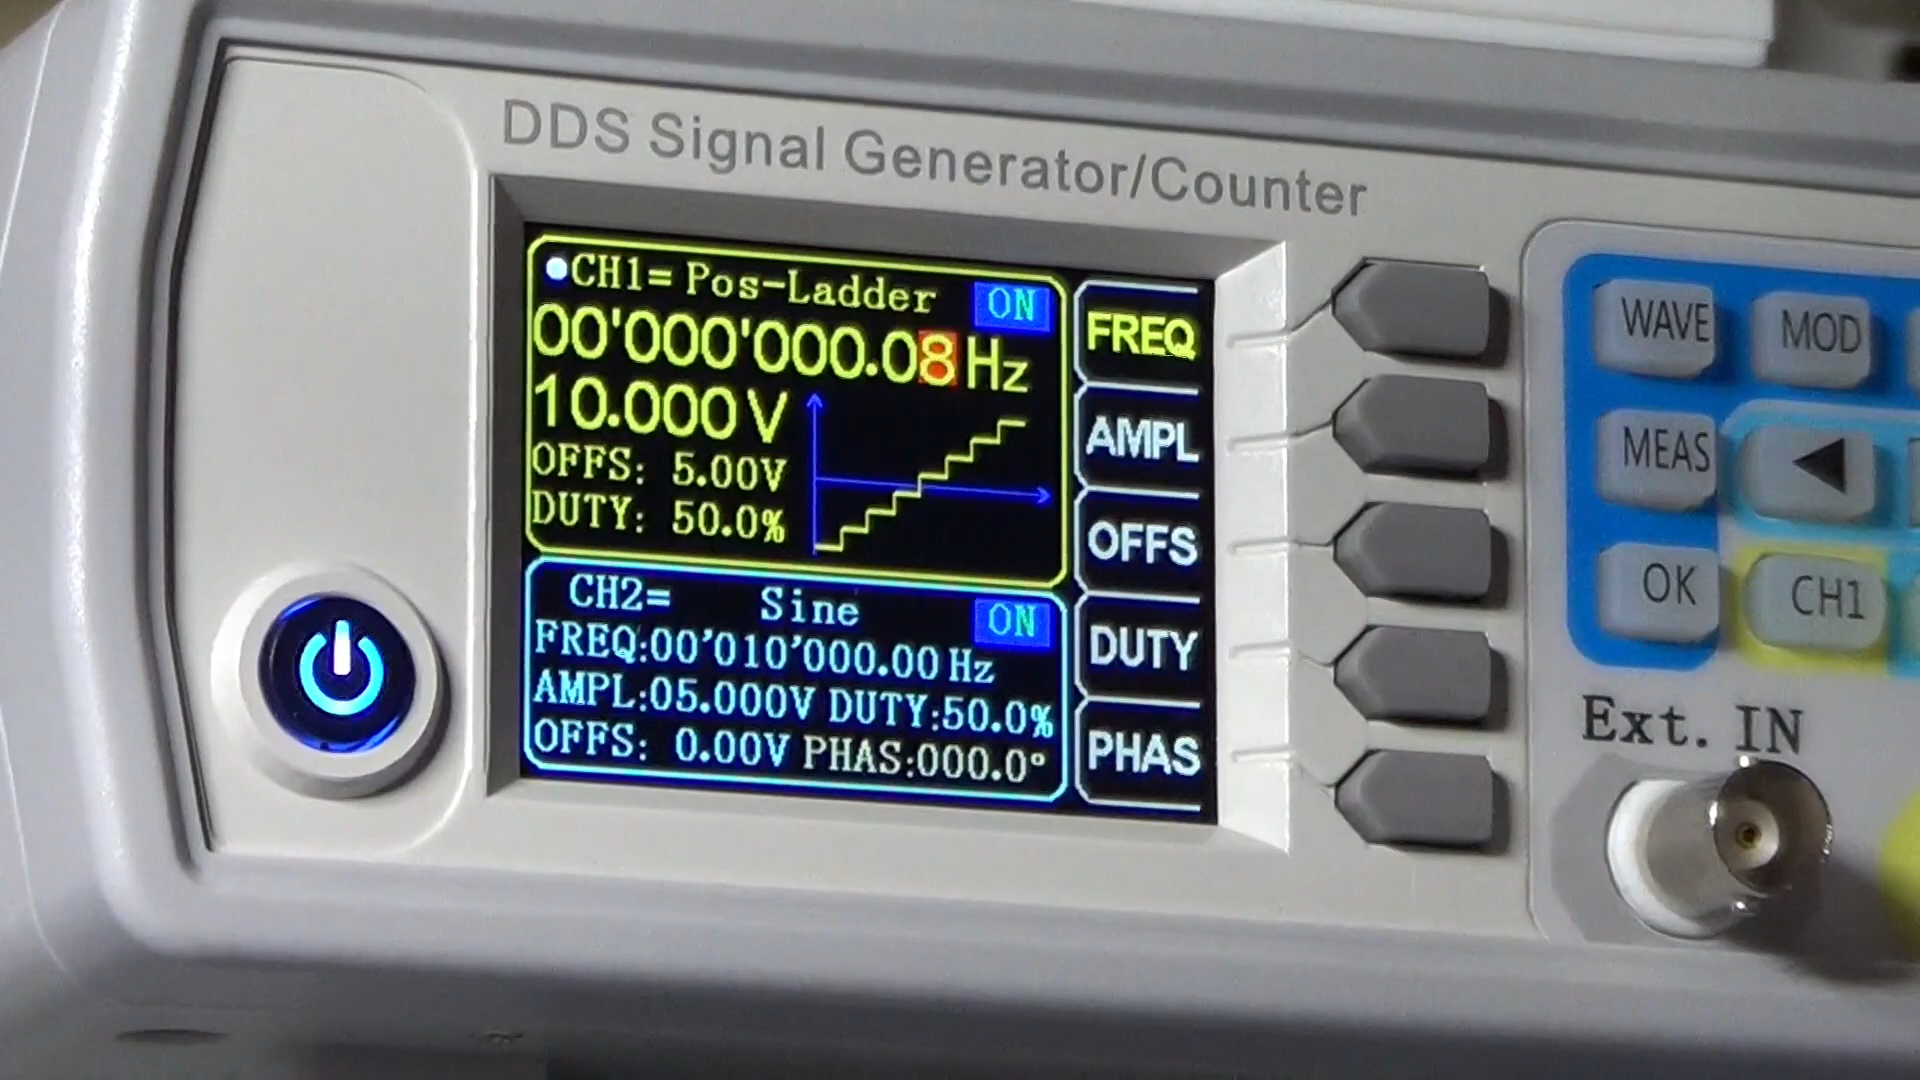 DDS Signal Generator/Counter
CH1= Pos-Ladder ON
00'000'000.08 Hz
10.000 V
OFFS: 5.00V
DUTY: 50.0%
CH2= Sine ON
FREQ:00'010'000.00 Hz
AMPL:05.000V DUTY:50.0%
OFFS: 0.00V PHAS:000.0°
FREQ
AMPL
OFFS
DUTY
PHAS
WAVE MOD
MEAS
OK CH1
Ext. IN